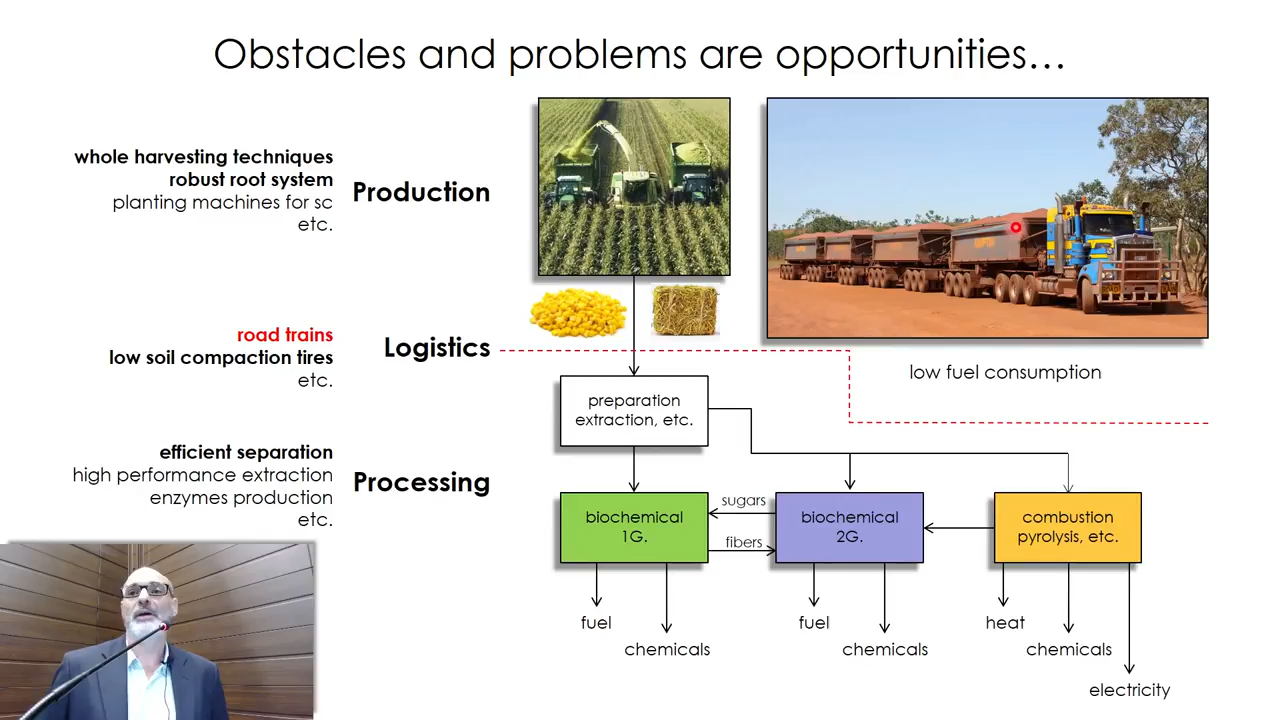 Obstacles and problems are opportunities…
whole harvesting techniques
robust root system
planting machines for sc
etc.
Production
road trains
low soil compaction tires
etc.
Logistics
low fuel consumption
preparation
extraction, etc.
efficient separation
high performance extraction
enzymes production
etc.
Processing
biochemical
1G.
sugars
fibers
biochemical
2G.
combustion
pyrolysis, etc.
fuel
chemicals
fuel
chemicals
heat
chemicals
electricity